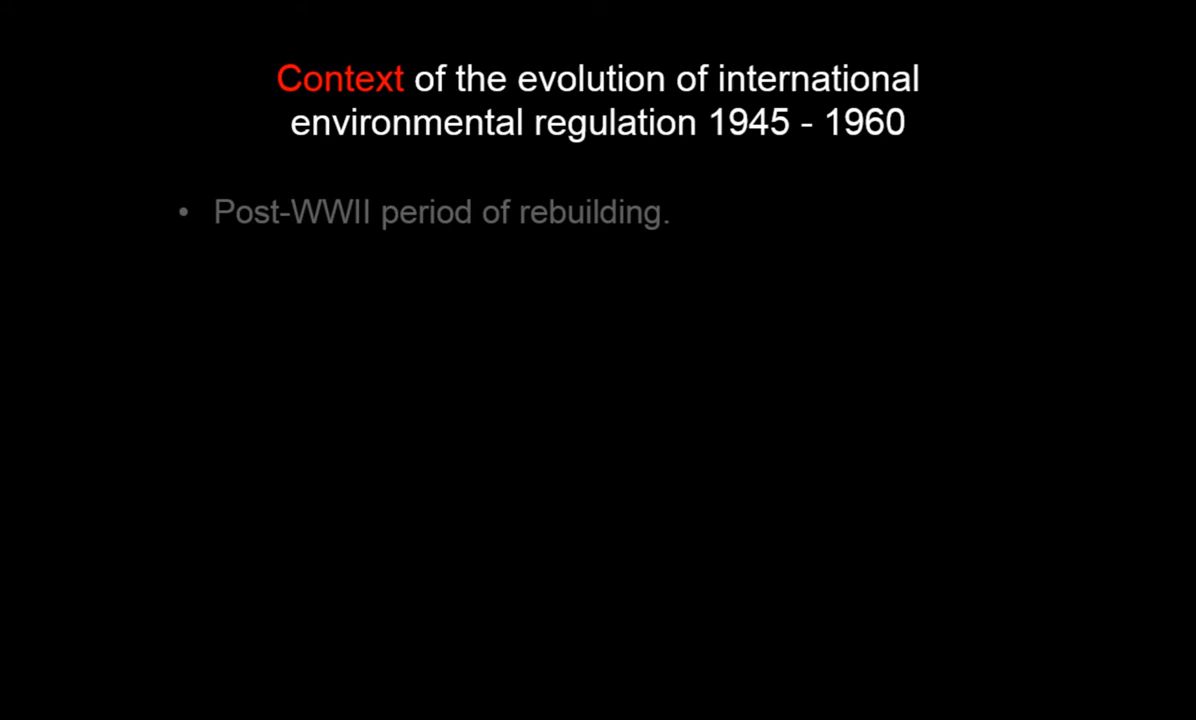 Context of the evolution of international
environmental regulation 1945 - 1960
• Post-WWII period of rebuilding.